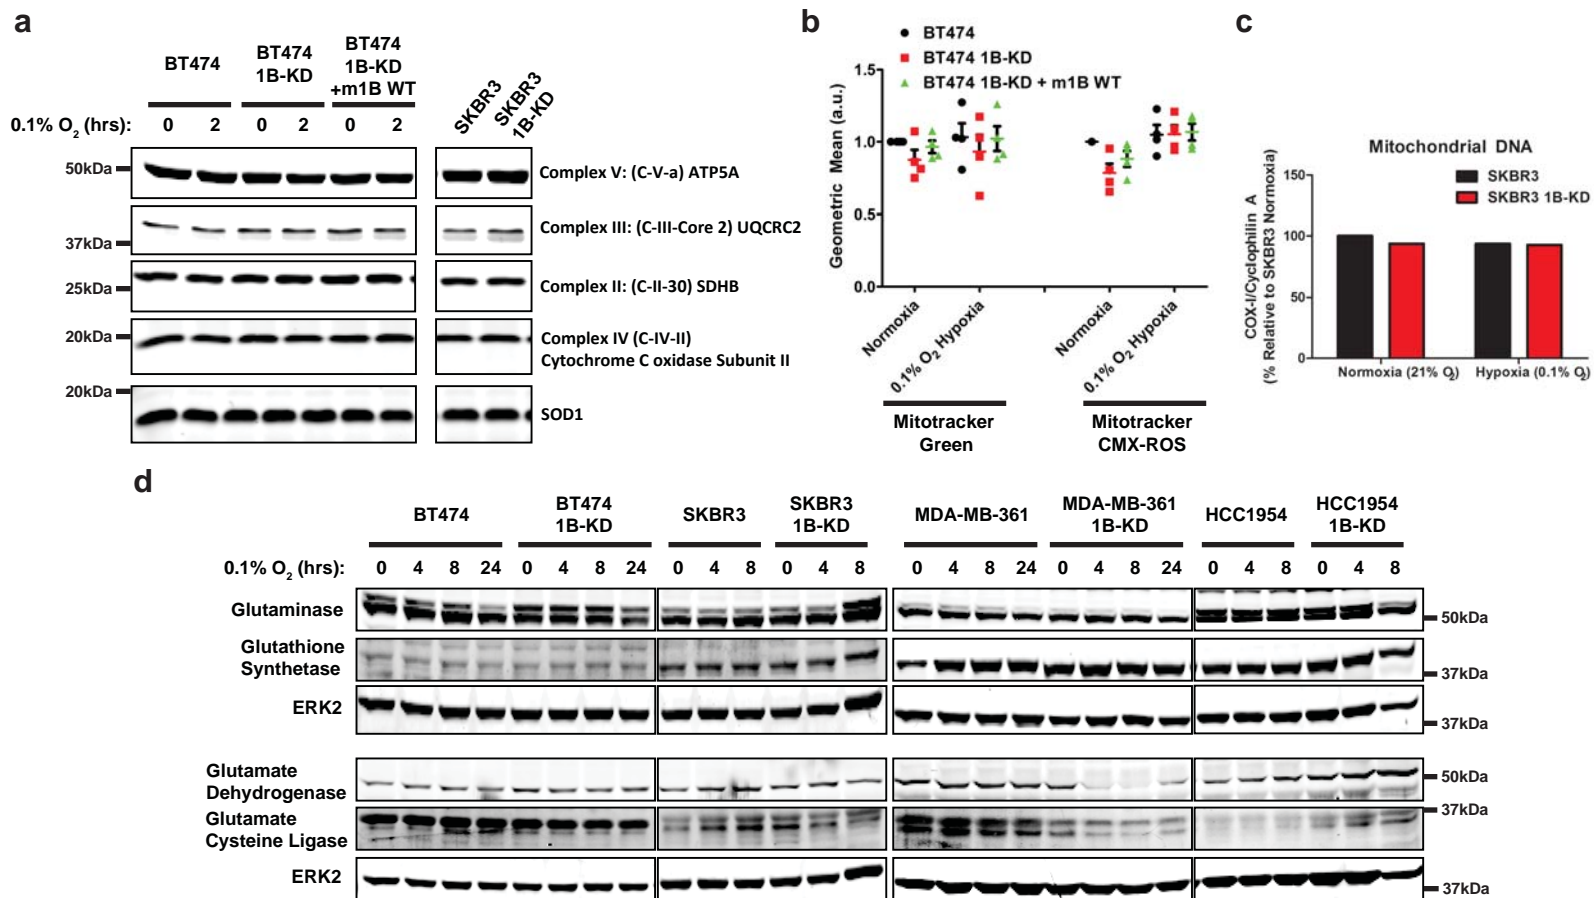 a
BT474
BT474
1B-KD
BT474
1B-KD
+m1B WT
SKBR3
SKBR3
1B-KD
0.1% O2 (hrs):
0 2 0 2 0 2
50kDa
Complex V: (C-V-a) ATP5A
37kDa
Complex III: (C-III-Core 2) UQCRC2
25kDa
Complex II: (C-II-30) SDHB
20kDa
Complex IV (C-IV-II)
Cytochrome C oxidase Subunit II
20kDa
SOD1
b
BT474
BT474 1B-KD
BT474 1B-KD + m1B WT
Geometric Mean (a.u.)
1.5
1.0
0.5
0.0
Normoxia
0.1% O2 Hypoxia
Normoxia
0.1% O2 Hypoxia
Mitotracker
Green
Mitotracker
CMX-ROS
c
Mitochondrial DNA
SKBR3
SKBR3 1B-KD
COX-I/Cyclophilin A
(% Relative to SKBR3 Normoxia)
150
100
50
0
Normoxia (21% O2)
Hypoxia (0.1% O2)
d
BT474
BT474
1B-KD
SKBR3
SKBR3
1B-KD
MDA-MB-361
MDA-MB-361
1B-KD
HCC1954
HCC1954
1B-KD
0.1% O2 (hrs):
0 4 8 24 0 4 8 24 0 4 8 0 4 8 0 4 8 24 0 4 8 24 0 4 8 0 4 8
Glutaminase
50kDa
Glutathione
Synthetase
37kDa
ERK2
37kDa
Glutamate
Dehydrogenase
50kDa
37kDa
Glutamate
Cysteine Ligase
ERK2
37kDa